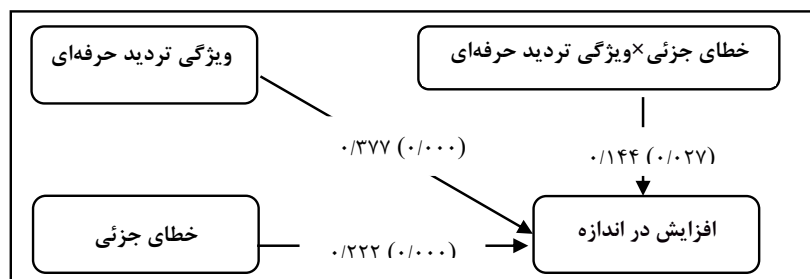 ویژگی تردید حرفه‌ای
خطای جزئی×ویژگی تردید حرفه‌ای
۰/۳۷۷ (۰/۰۰۰)
۰/۱۴۴ (۰/۰۲۷)
خطای جزئی
افزایش در اندازه
۰/۲۲۲ (۰/۰۰۰)